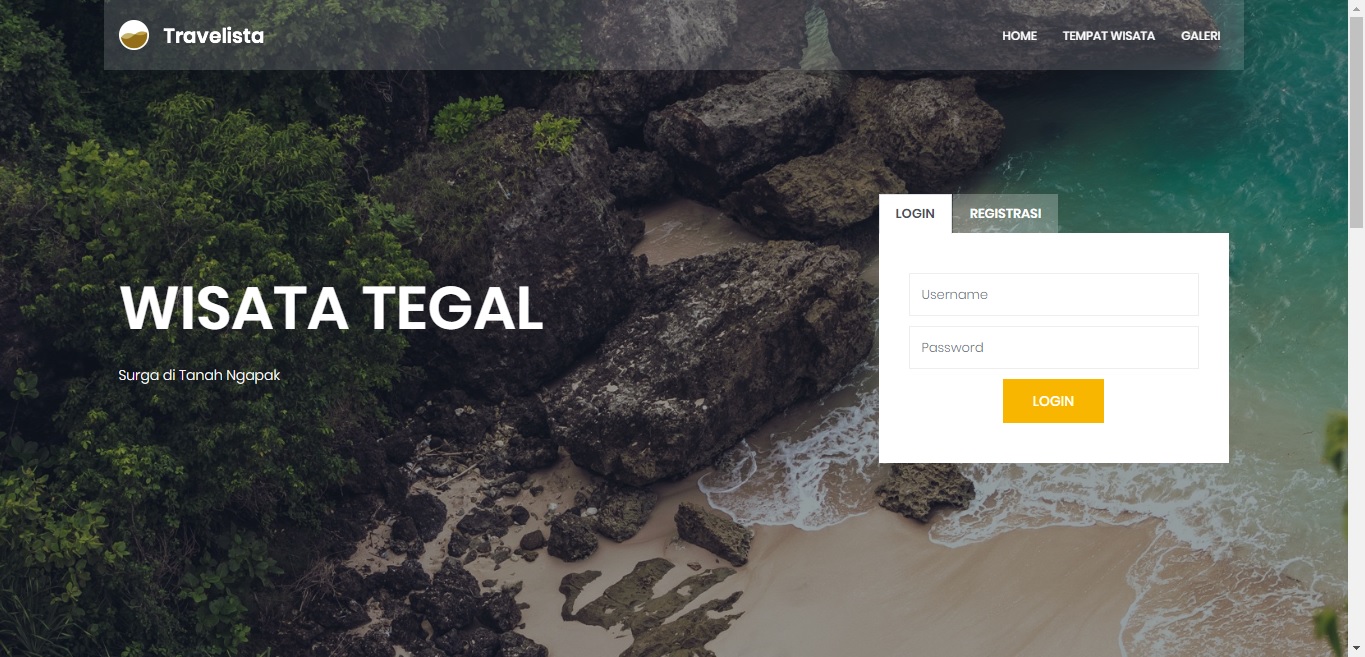 Travelista
HOME TEMPAT WISATA GALERI
LOGIN REGISTRASI
WISATA TEGAL
Surga di Tanah Ngapak
Username
Password
LOGIN